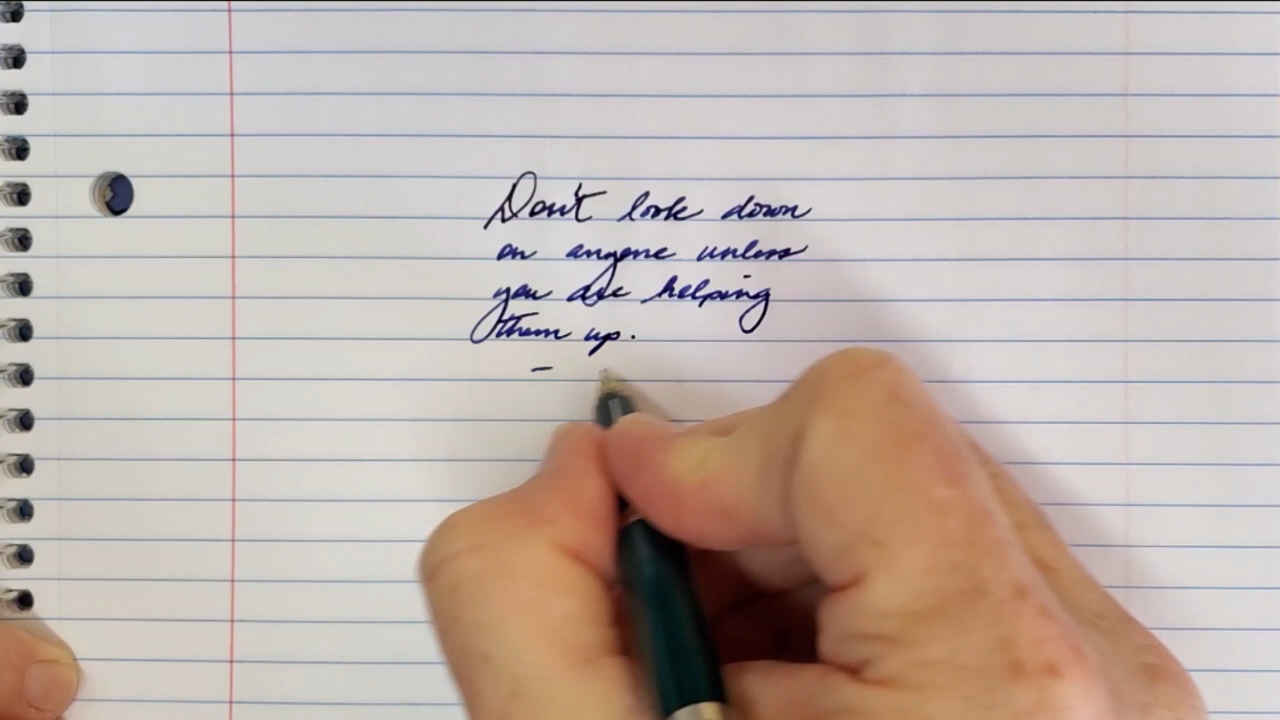 Don't look down
on anyone unless
you are helping
them up.
-